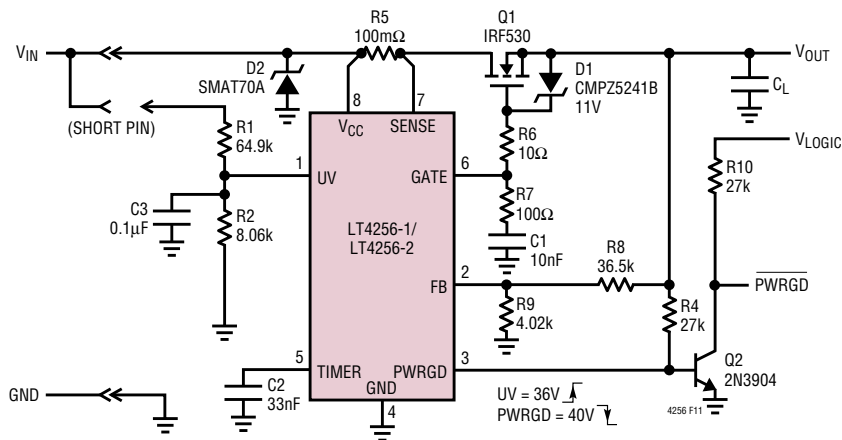 R5
100mΩ
Q1
IRF530
VIN
VOUT
D2
SMAT70A
D1
CMPZ5241B
11V
CL
(SHORT PIN)
8
7
VCC
SENSE
R1
64.9k
R6
10Ω
VLOGIC
1
UV
GATE
6
R10
27k
C3
0.1µF
R2
8.06k
LT4256-1/
LT4256-2
R7
100Ω
C1
10nF
R8
36.5k
FB
2
PWRGD
R9
4.02k
R4
27k
5
TIMER
PWRGD
3
Q2
2N3904
C2
33nF
GND
4
UV = 36V
PWRGD = 40V
4256 F11
GND